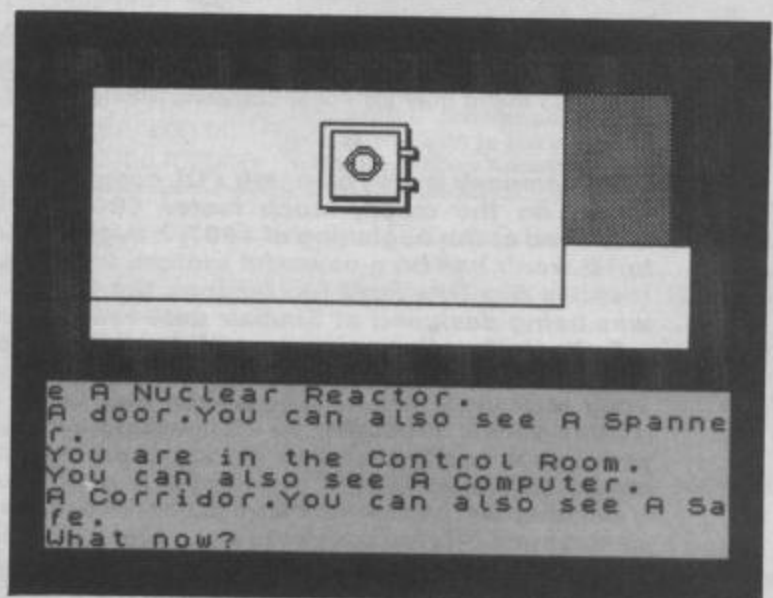 e A Nuclear Reactor.
A door.You can also see A Spanne
r.
You are in the Control Room.
You can also see A Computer.
A Corridor.You can also see A Sa
fe.
What now?